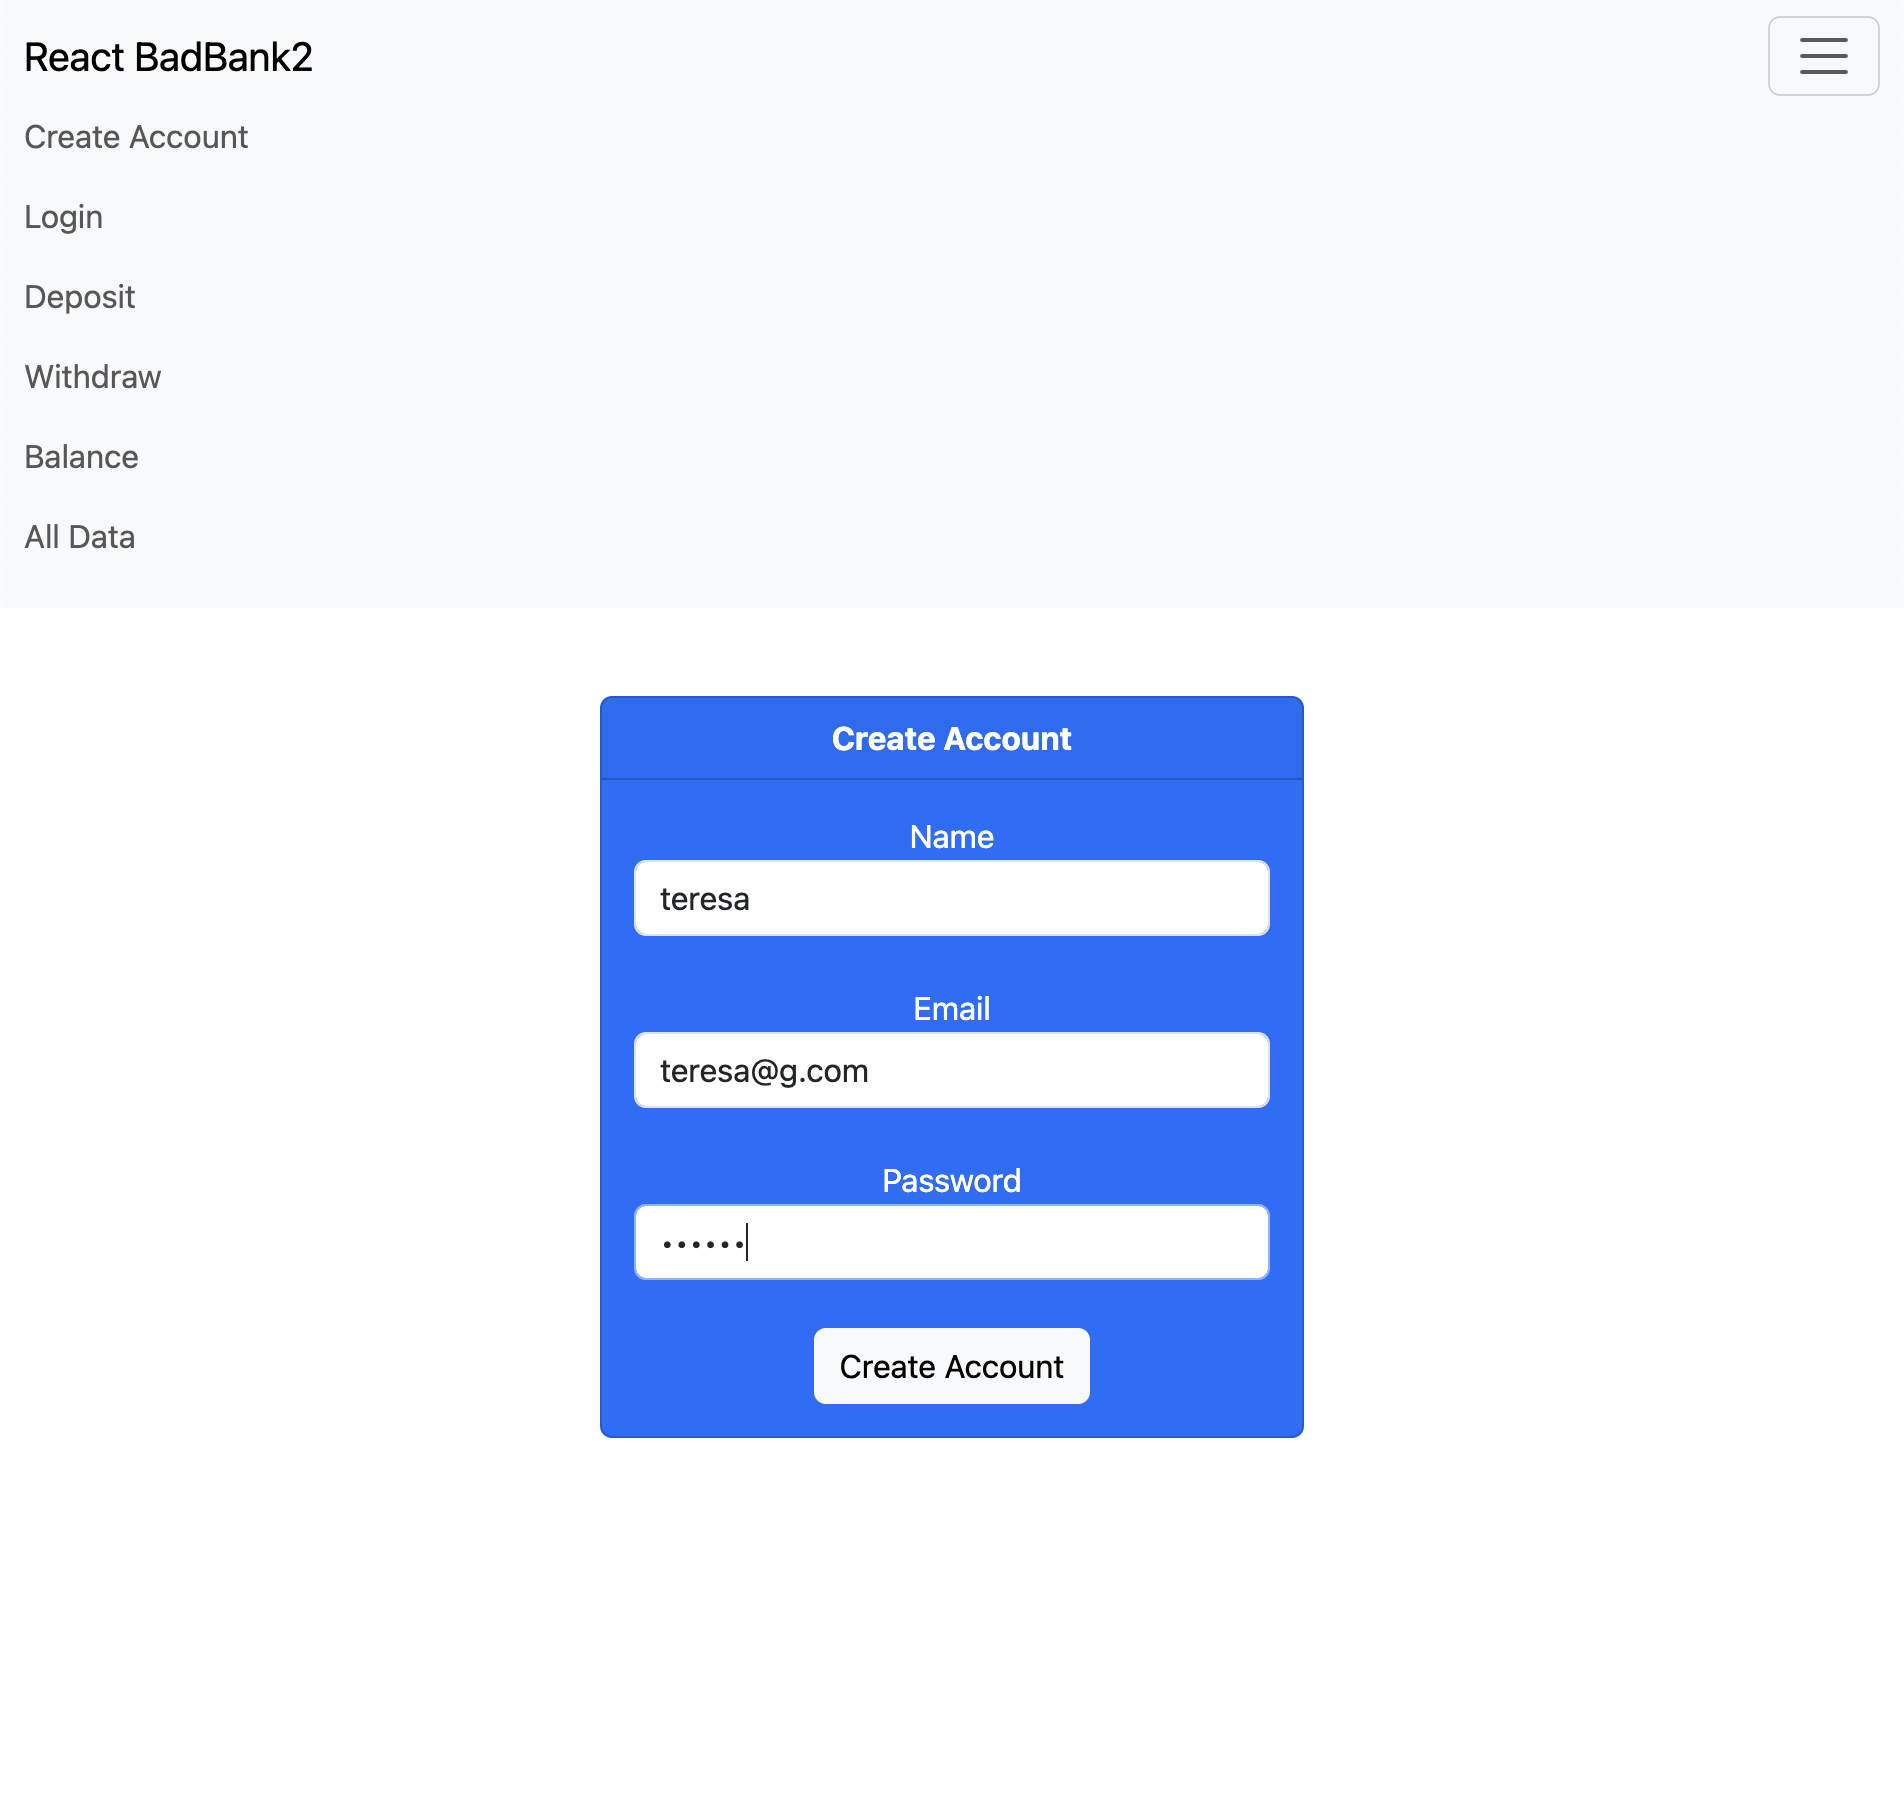 React BadBank2
Create Account
Login
Deposit
Withdraw
Balance
All Data
Create Account
Name
teresa
Email
teresa@g.com
Password
••••••
Create Account